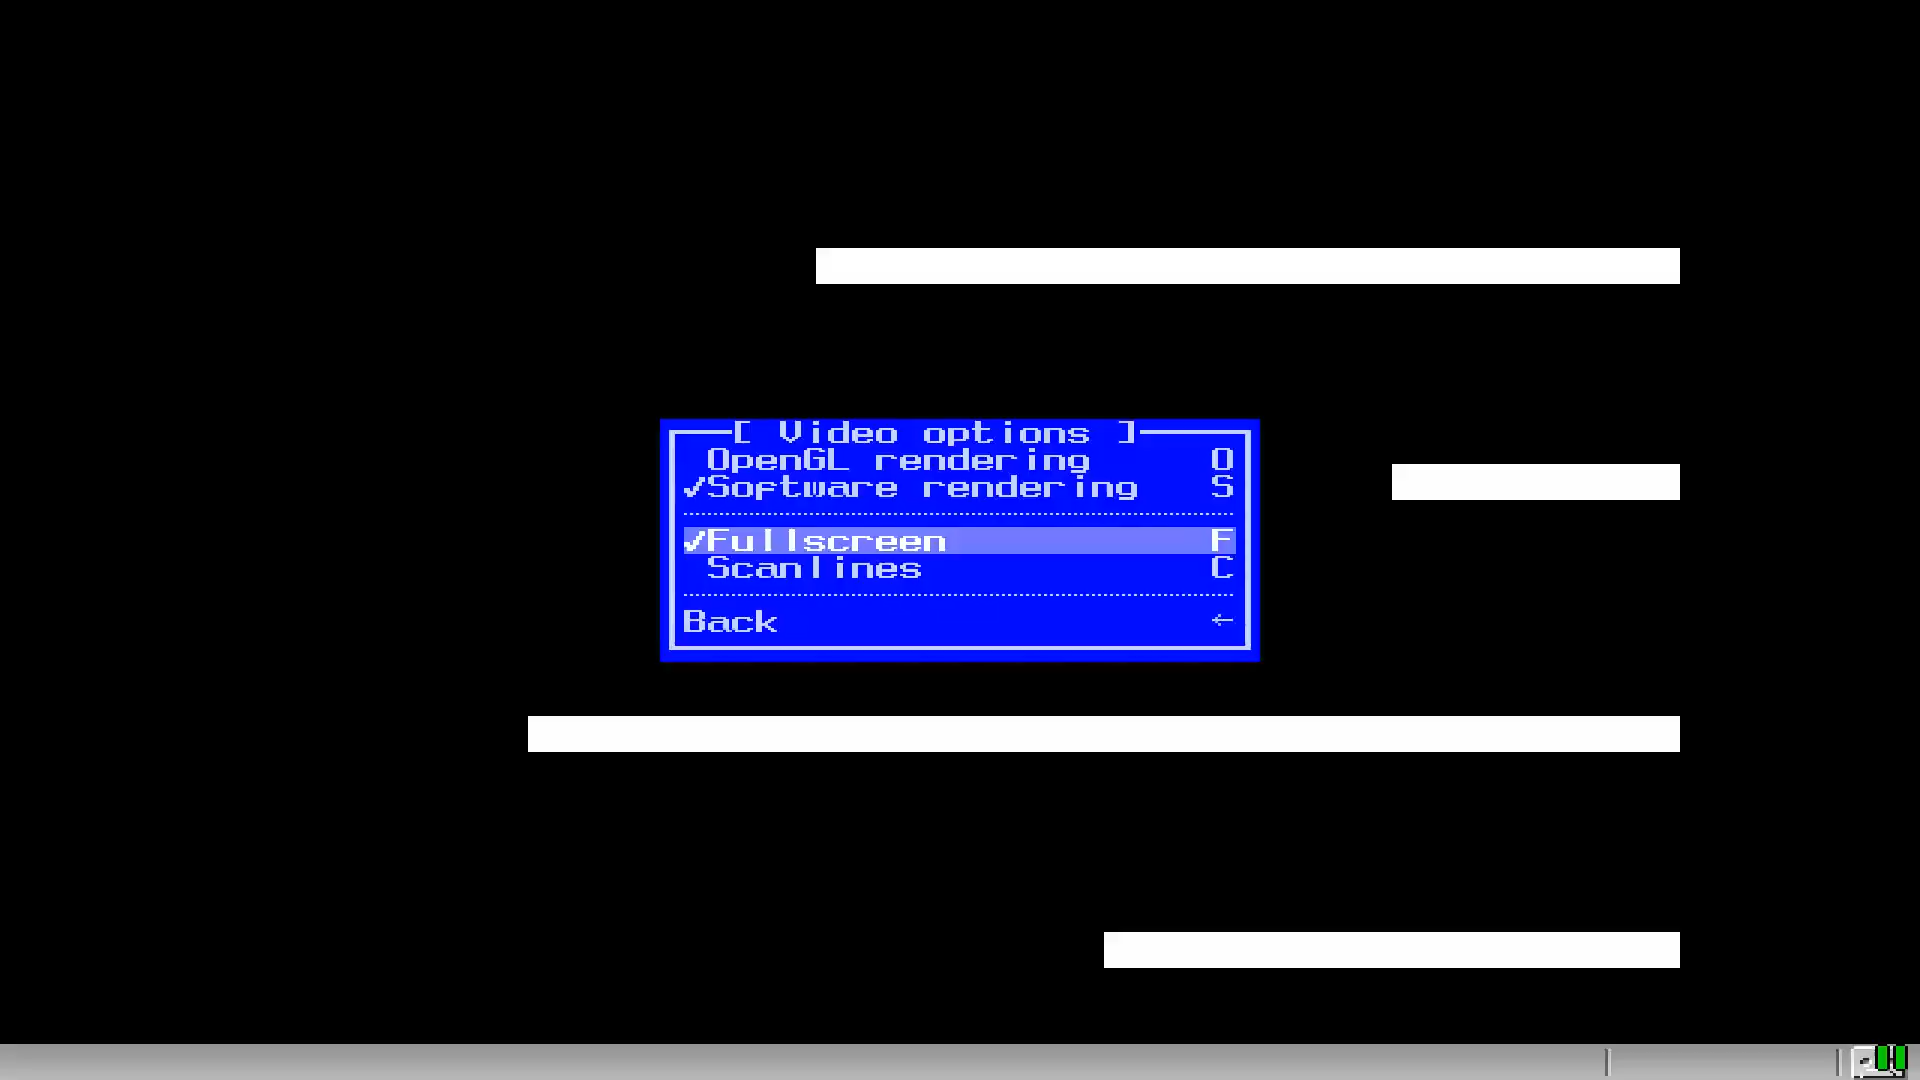 [ Video options ]
OpenGL rendering O
✓Software rendering S
✓Fullscreen F
Scanlines C
Back ←